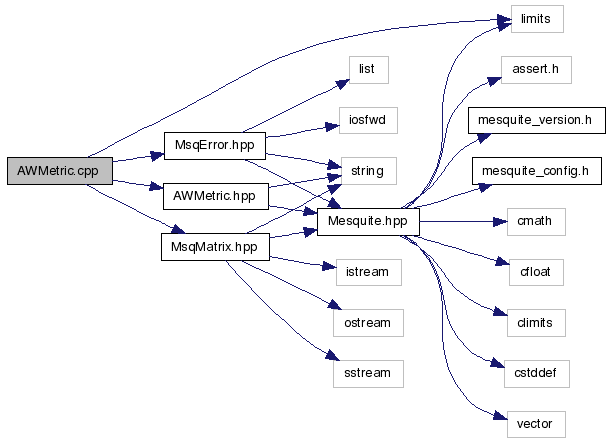 limits
list
assert.h
iosfwd
mesquite_version.h
MsqError.hpp
AWMetric.cpp
string
mesquite_config.h
AWMetric.hpp
Mesquite.hpp
cmath
MsqMatrix.hpp
istream
cfloat
ostream
climits
sstream
cstddef
vector